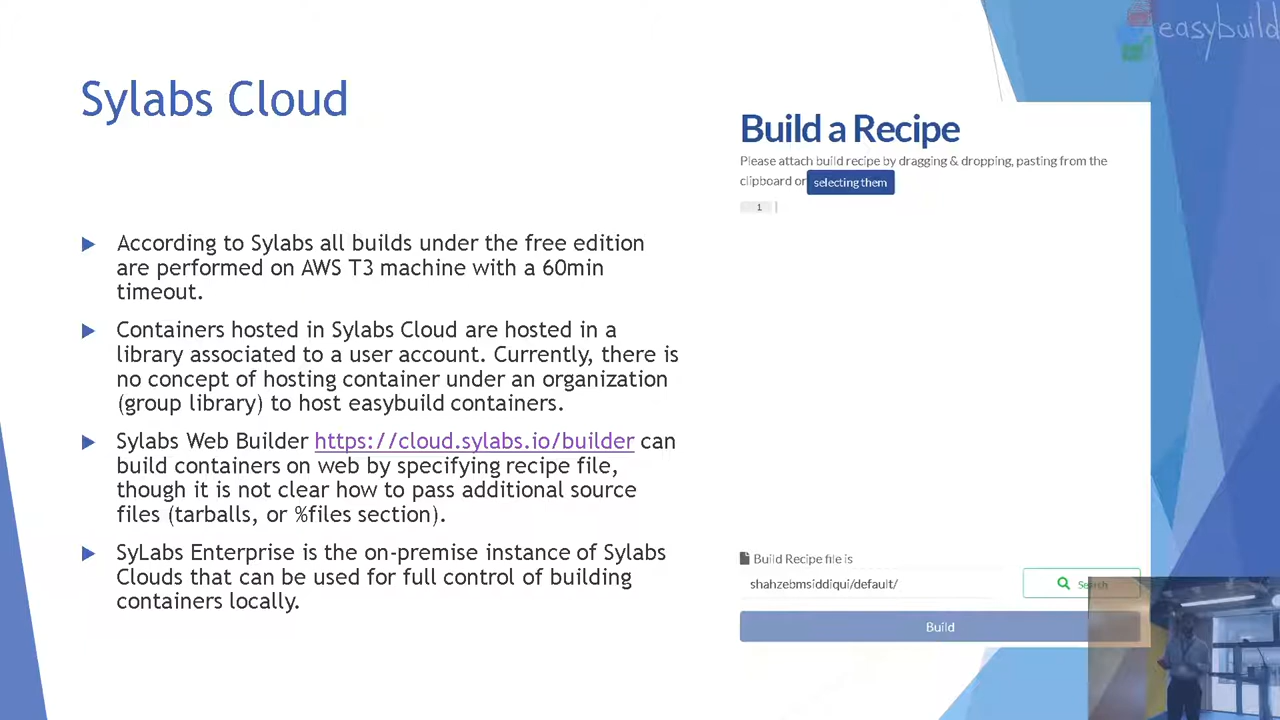 easybuild
Sylabs Cloud
According to Sylabs all builds under the free edition
are performed on AWS T3 machine with a 60min
timeout.
Containers hosted in Sylabs Cloud are hosted in a
library associated to a user account. Currently, there is
no concept of hosting container under an organization
(group library) to host easybuild containers.
Sylabs Web Builder https://cloud.sylabs.io/builder can
build containers on web by specifying recipe file,
though it is not clear how to pass additional source
files (tarballs, or %files section).
SyLabs Enterprise is the on-premise instance of Sylabs
Clouds that can be used for full control of building
containers locally.
Build a Recipe
Please attach build recipe by dragging & dropping, pasting from the
clipboard or selecting them
1
Build Recipe file is
shahzebmsiddiqui/default/
Search
Build